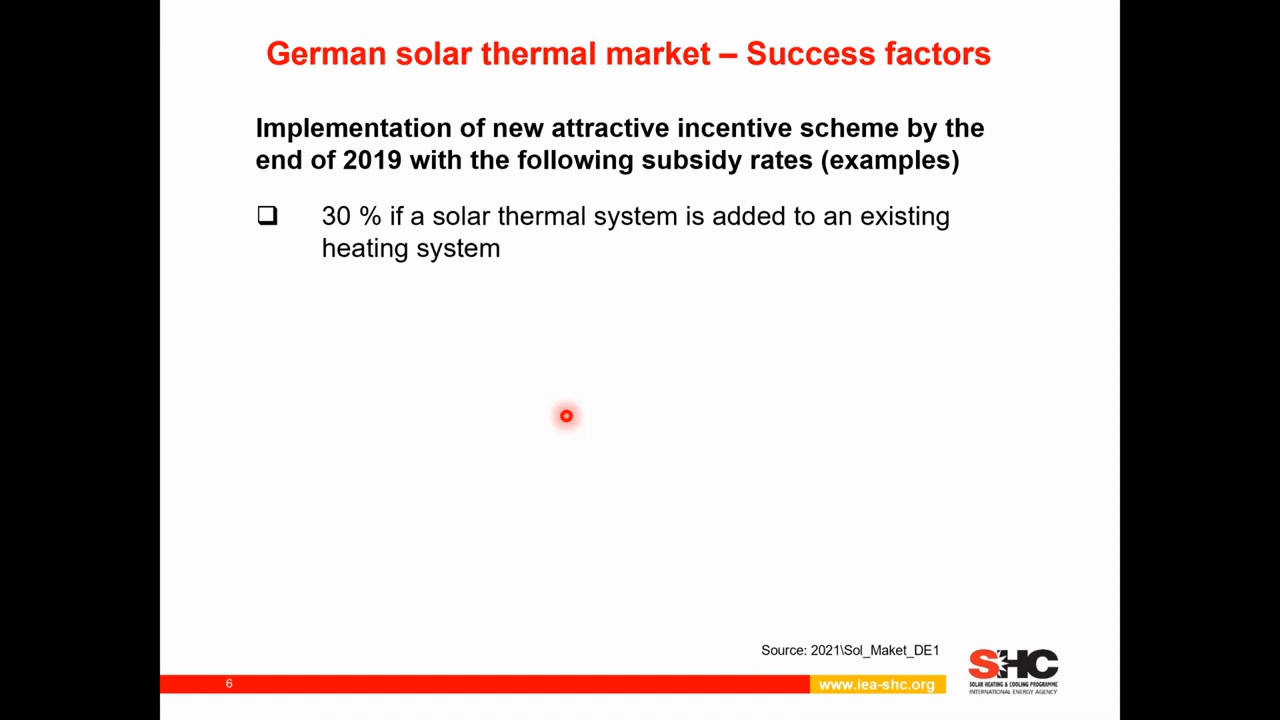 German solar thermal market – Success factors
Implementation of new attractive incentive scheme by the
end of 2019 with the following subsidy rates (examples)
30 % if a solar thermal system is added to an existing
heating system
Source: 2021\Sol_Maket_DE1
6
www.iea-shc.org
SHC
SOLAR HEATING & COOLING PROGRAMME
INTERNATIONAL ENERGY AGENCY